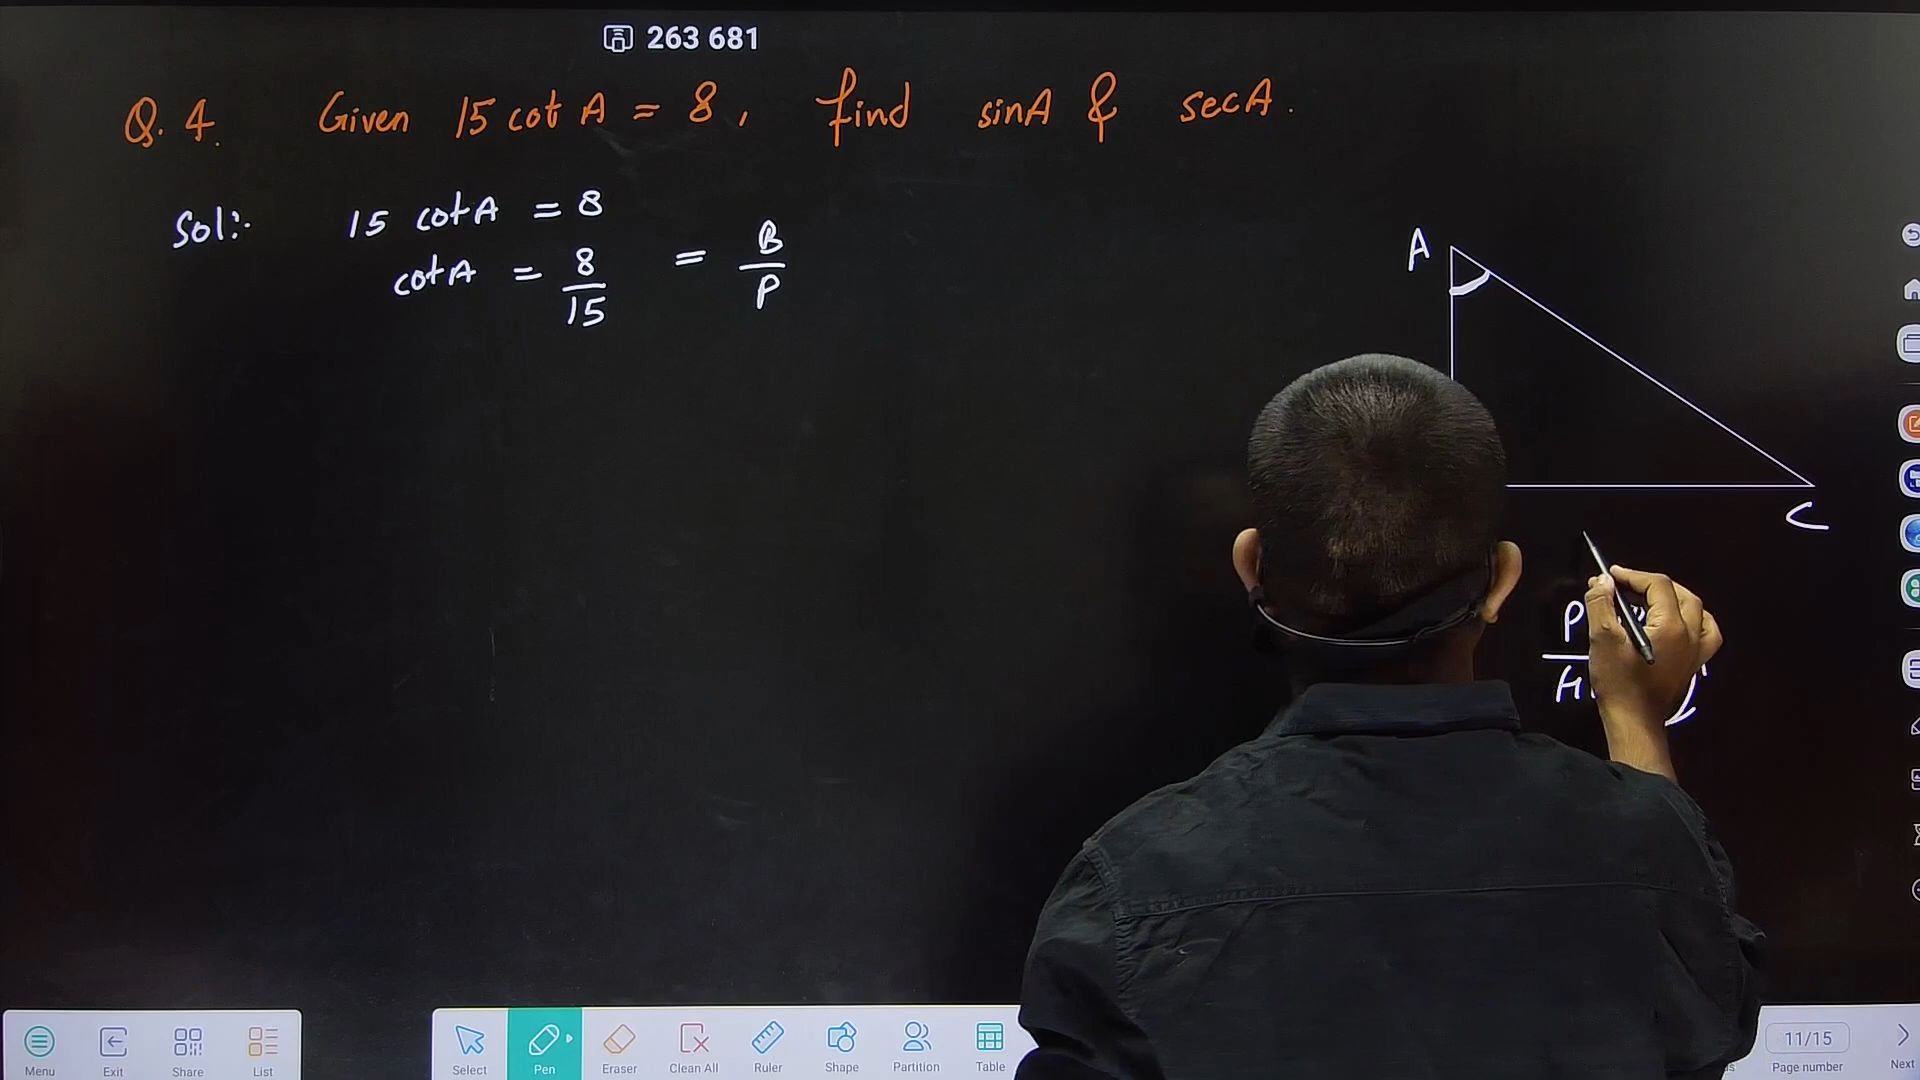 263 681
Q. 4. Given 15 cot A = 8, find sinA & secA.
Sol:- 15 cotA = 8
cotA = 8/15 = B/P
A
C
P
H
Menu Exit Share List
Select Pen Eraser Clean All Ruler Shape Partition Table
11/15
Page number Next